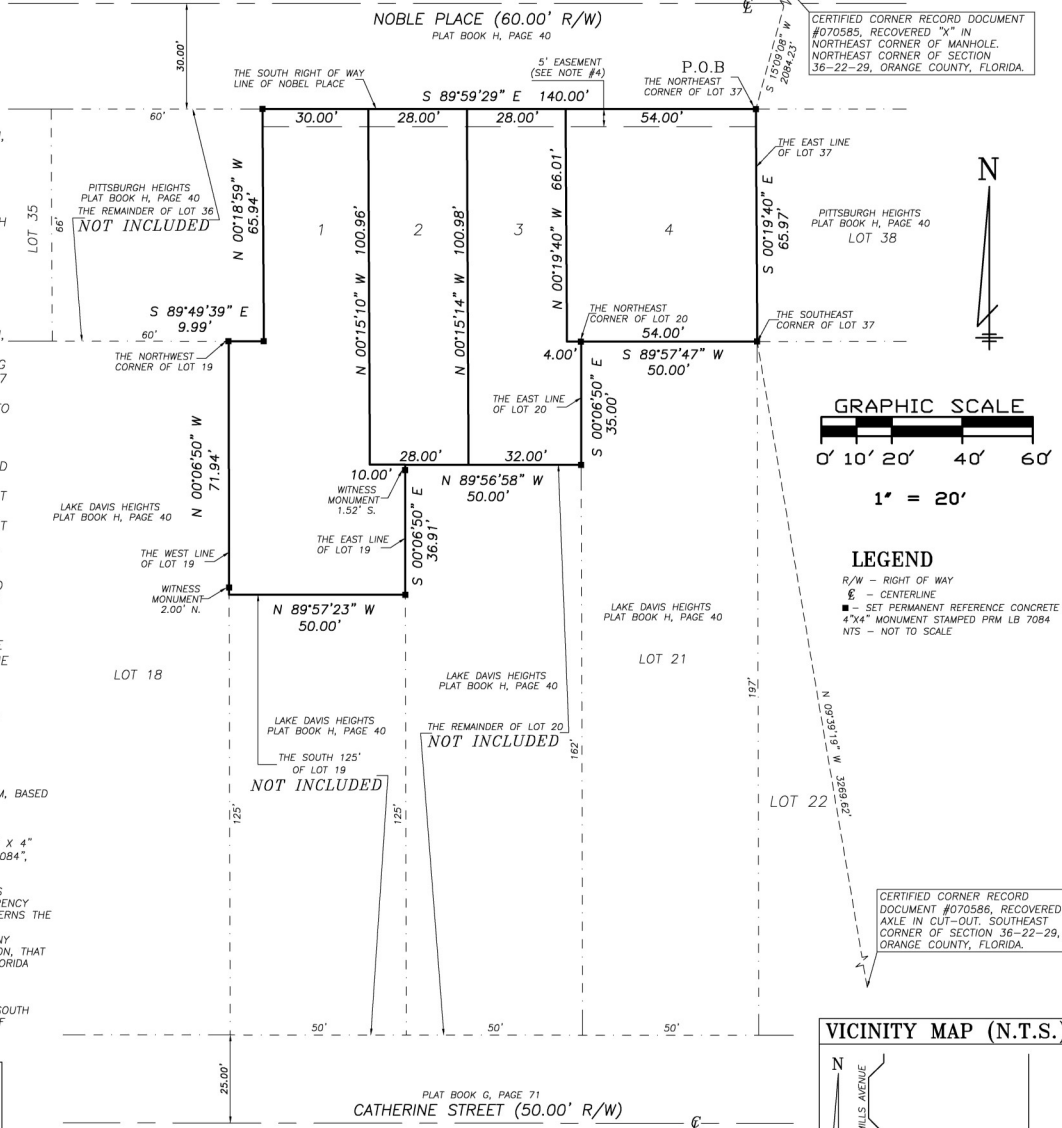 NOBLE PLACE (60.00' R/W)
PLAT BOOK H, PAGE 40
℄
30.00'
CERTIFIED CORNER RECORD DOCUMENT
#070585, RECOVERED "X" IN
NORTHEAST CORNER OF MANHOLE.
NORTHEAST CORNER OF SECTION
36-22-29, ORANGE COUNTY, FLORIDA.
S 15°09'08" W
2084.23'
THE SOUTH RIGHT OF WAY
LINE OF NOBEL PLACE
5' EASEMENT
(SEE NOTE #4)
P.O.B
THE NORTHEAST
CORNER OF LOT 37
S 89°59'29" E 140.00'
60'
30.00'
28.00'
28.00'
54.00'
THE EAST LINE
OF LOT 37
LOT 35
66'
PITTSBURGH HEIGHTS
PLAT BOOK H, PAGE 40
THE REMAINDER OF LOT 36
NOT INCLUDED
N 00°18'59" W
65.94'
1
N 00°15'10" W 100.96'
2
N 00°15'14" W 100.98'
3
N 00°19'40" W 66.01'
4
S 00°19'40" E
65.97'
PITTSBURGH HEIGHTS
PLAT BOOK H, PAGE 40
LOT 38
N
H
S 89°49'39" E
9.99'
60'
THE NORTHWEST
CORNER OF LOT 19
THE NORTHEAST
CORNER OF LOT 20
54.00'
4.00'
S 89°57'47" W
50.00'
THE SOUTHEAST
CORNER OF LOT 37
G
7
TO
THE EAST LINE
OF LOT 20
S 00°06'50" E
35.00'
GRAPHIC SCALE
0' 10' 20' 40' 60'
1" = 20'
N 00°06'50" W
71.94'
28.00'
32.00'
10.00'
N 89°56'58" W
50.00'
WITNESS
MONUMENT
1.52' S.
D
T
T
LAKE DAVIS HEIGHTS
PLAT BOOK H, PAGE 40
THE WEST LINE
OF LOT 19
THE EAST LINE
OF LOT 19
S 00°06'50" E
36.91'
WITNESS
MONUMENT
2.00' N.
N 89°57'23" W
50.00'
LEGEND
R/W - RIGHT OF WAY
℄ - CENTERLINE
■ - SET PERMANENT REFERENCE CONCRETE
4"X4" MONUMENT STAMPED PRM LB 7084
NTS - NOT TO SCALE
LAKE DAVIS HEIGHTS
PLAT BOOK H, PAGE 40
LOT 21
LOT 18
LAKE DAVIS HEIGHTS
PLAT BOOK H, PAGE 40
197'
N 09°39'19" W 3269.62'
LAKE DAVIS HEIGHTS
PLAT BOOK H, PAGE 40
THE REMAINDER OF LOT 20
NOT INCLUDED
THE SOUTH 125'
OF LOT 19
NOT INCLUDED
162'
M, BASED
125'
125'
LOT 22
X 4"
084",
ERNS THE
ON, THAT
ORIDA
SOUTH
CERTIFIED CORNER RECORD
DOCUMENT #070586, RECOVERED
AXLE IN CUT-OUT. SOUTHEAST
CORNER OF SECTION 36-22-29,
ORANGE COUNTY, FLORIDA.
50'
50'
50'
VICINITY MAP (N.T.S.)
N
MILLS AVENUE
25.00'
PLAT BOOK G, PAGE 71
CATHERINE STREET (50.00' R/W)
℄